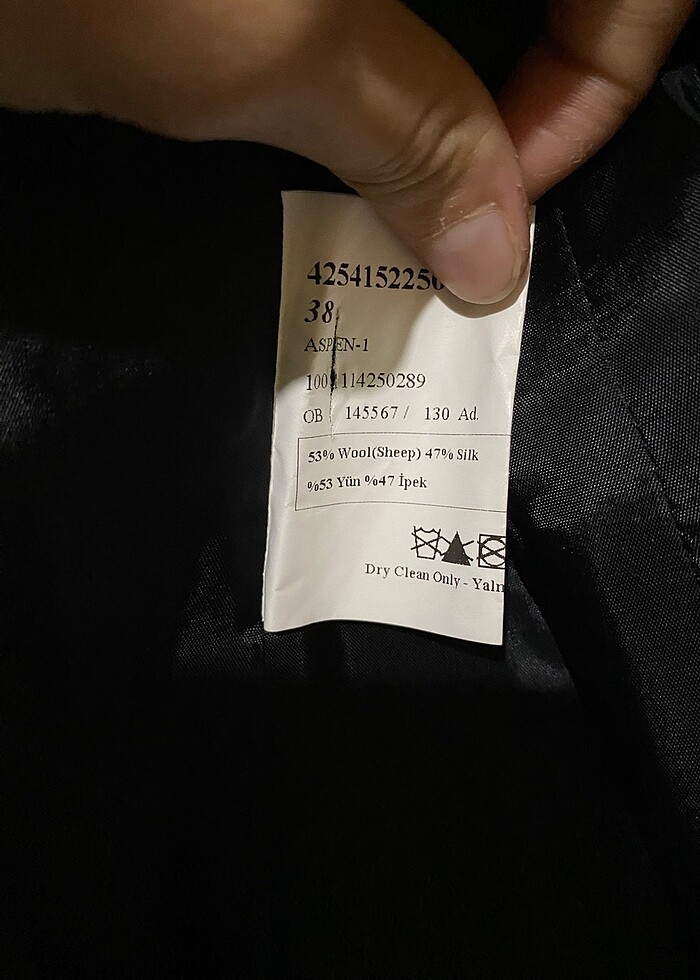 4254152250
38
ASPEN-1
1001114250289
OB 145567 / 130 Ad.
53% Wool(Sheep) 47% Silk
%53 Yün %47 İpek
Dry Clean Only - Yaln